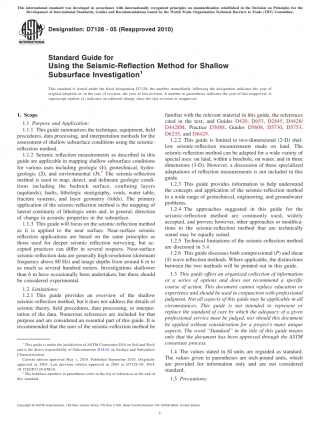 This international standard was developed in accordance with internationally recognized principles on standardization established in the Decision on Principles for the
Development of International Standards, Guides and Recommendations issued by the World Trade Organization Technical Barriers to Trade (TBT) Committee.
Designation: D7128 − 05 (Reapproved 2010)
Standard Guide for
Using the Seismic-Reflection Method for Shallow
Subsurface Investigation1
This standard is issued under the fixed designation D7128; the number immediately following the designation indicates the year of
original adoption or, in the case of revision, the year of last revision. A number in parentheses indicates the year of last reapproval. A
superscript epsilon (ε) indicates an editorial change since the last revision or reapproval.
1. Scope
1.1 Purpose and Application:
1.1.1 This guide summarizes the technique, equipment, field
procedures, data processing, and interpretation methods for the
assessment of shallow subsurface conditions using the seismic-
reflection method.
1.1.2 Seismic reflection measurements as described in this
guide are applicable in mapping shallow subsurface conditions
for various uses including geologic (1), geotechnical, hydro-
geologic (2), and environmental (3).2 The seismic-reflection
method is used to map, detect, and delineate geologic condi-
tions including the bedrock surface, confining layers
(aquitards), faults, lithologic stratigraphy, voids, water table,
fracture systems, and layer geometry (folds). The primary
application of the seismic-reflection method is the mapping of
lateral continuity of lithologic units and, in general, detection
of change in acoustic properties in the subsurface.
1.1.3 This guide will focus on the seismic-reflection method
as it is applied to the near surface. Near-surface seismic
reflection applications are based on the same principles as
those used for deeper seismic reflection surveying, but ac-
cepted practices can differ in several respects. Near-surface
seismic-reflection data are generally high-resolution (dominant
frequency above 80 Hz) and image depths from around 6 m to
as much as several hundred meters. Investigations shallower
than 6 m have occasionally been undertaken, but these should
be considered experimental.
1.2 Limitations:
1.2.1 This guide provides an overview of the shallow
seismic-reflection method, but it does not address the details of
seismic theory, field procedures, data processing, or interpre-
tation of the data. Numerous references are included for that
purpose and are considered an essential part of this guide. It is
recommended that the user of the seismic-reflection method be
1 This guide is under the jurisdiction of ASTM Committee D18 on Soil and Rock
and is the direct responsibility of Subcommittee D18.01 on Surface and Subsurface
Characterization.
Current edition approved May 1, 2010. Published September 2010. Originally
approved in 2005. Last previous edition approved in 2005 as D7128–05. DOI:
10.1520/D7128-05R10.
2 The boldface numbers in parentheses refer to the list of references at the end of
this standard.
familiar with the relevant material in this guide, the references
cited in the text, and Guides D420, D653, D2845, D4428/
D4428M, Practice D5088, Guides D5608, D5730, D5753,
D6235, and D6429.
1.2.2 This guide is limited to two-dimensional (2-D) shal-
low seismic-reflection measurements made on land. The
seismic-reflection method can be adapted for a wide variety of
special uses: on land, within a borehole, on water, and in three
dimensions (3-D). However, a discussion of these specialized
adaptations of reflection measurements is not included in this
guide.
1.2.3 This guide provides information to help understand
the concepts and application of the seismic-reflection method
to a wide range of geotechnical, engineering, and groundwater
problems.
1.2.4 The approaches suggested in this guide for the
seismic-reflection method are commonly used, widely
accepted, and proven; however, other approaches or modifica-
tions to the seismic-reflection method that are technically
sound may be equally suited.
1.2.5 Technical limitations of the seismic-reflection method
are discussed in 5.4.
1.2.6 This guide discusses both compressional (P) and shear
(S) wave reflection methods. Where applicable, the distinctions
between the two methods will be pointed out in this guide.
1.3 This guide offers an organized collection of information
or a series of options and does not recommend a specific
course of action. This document cannot replace education or
experience and should be used in conjunction with professional
judgment. Not all aspects of this guide may be applicable in all
circumstances. This guide is not intended to represent or
replace the standard of care by which the adequacy of a given
professional service must be judged, nor should this document
be applied without consideration for a project's many unique
aspects. The word "Standard" in the title of this guide means
only that the document has been approved through the ASTM
consensus process.
1.4 The values stated in SI units are regarded as standard.
The values given in parentheses are inch-pound units, which
are provided for information only and are not considered
standard.
1.5 Precautions:
Copyright © ASTM International, 100 Barr Harbor Drive, PO Box C700, West Conshohocken, PA 19428-2959. United States
1